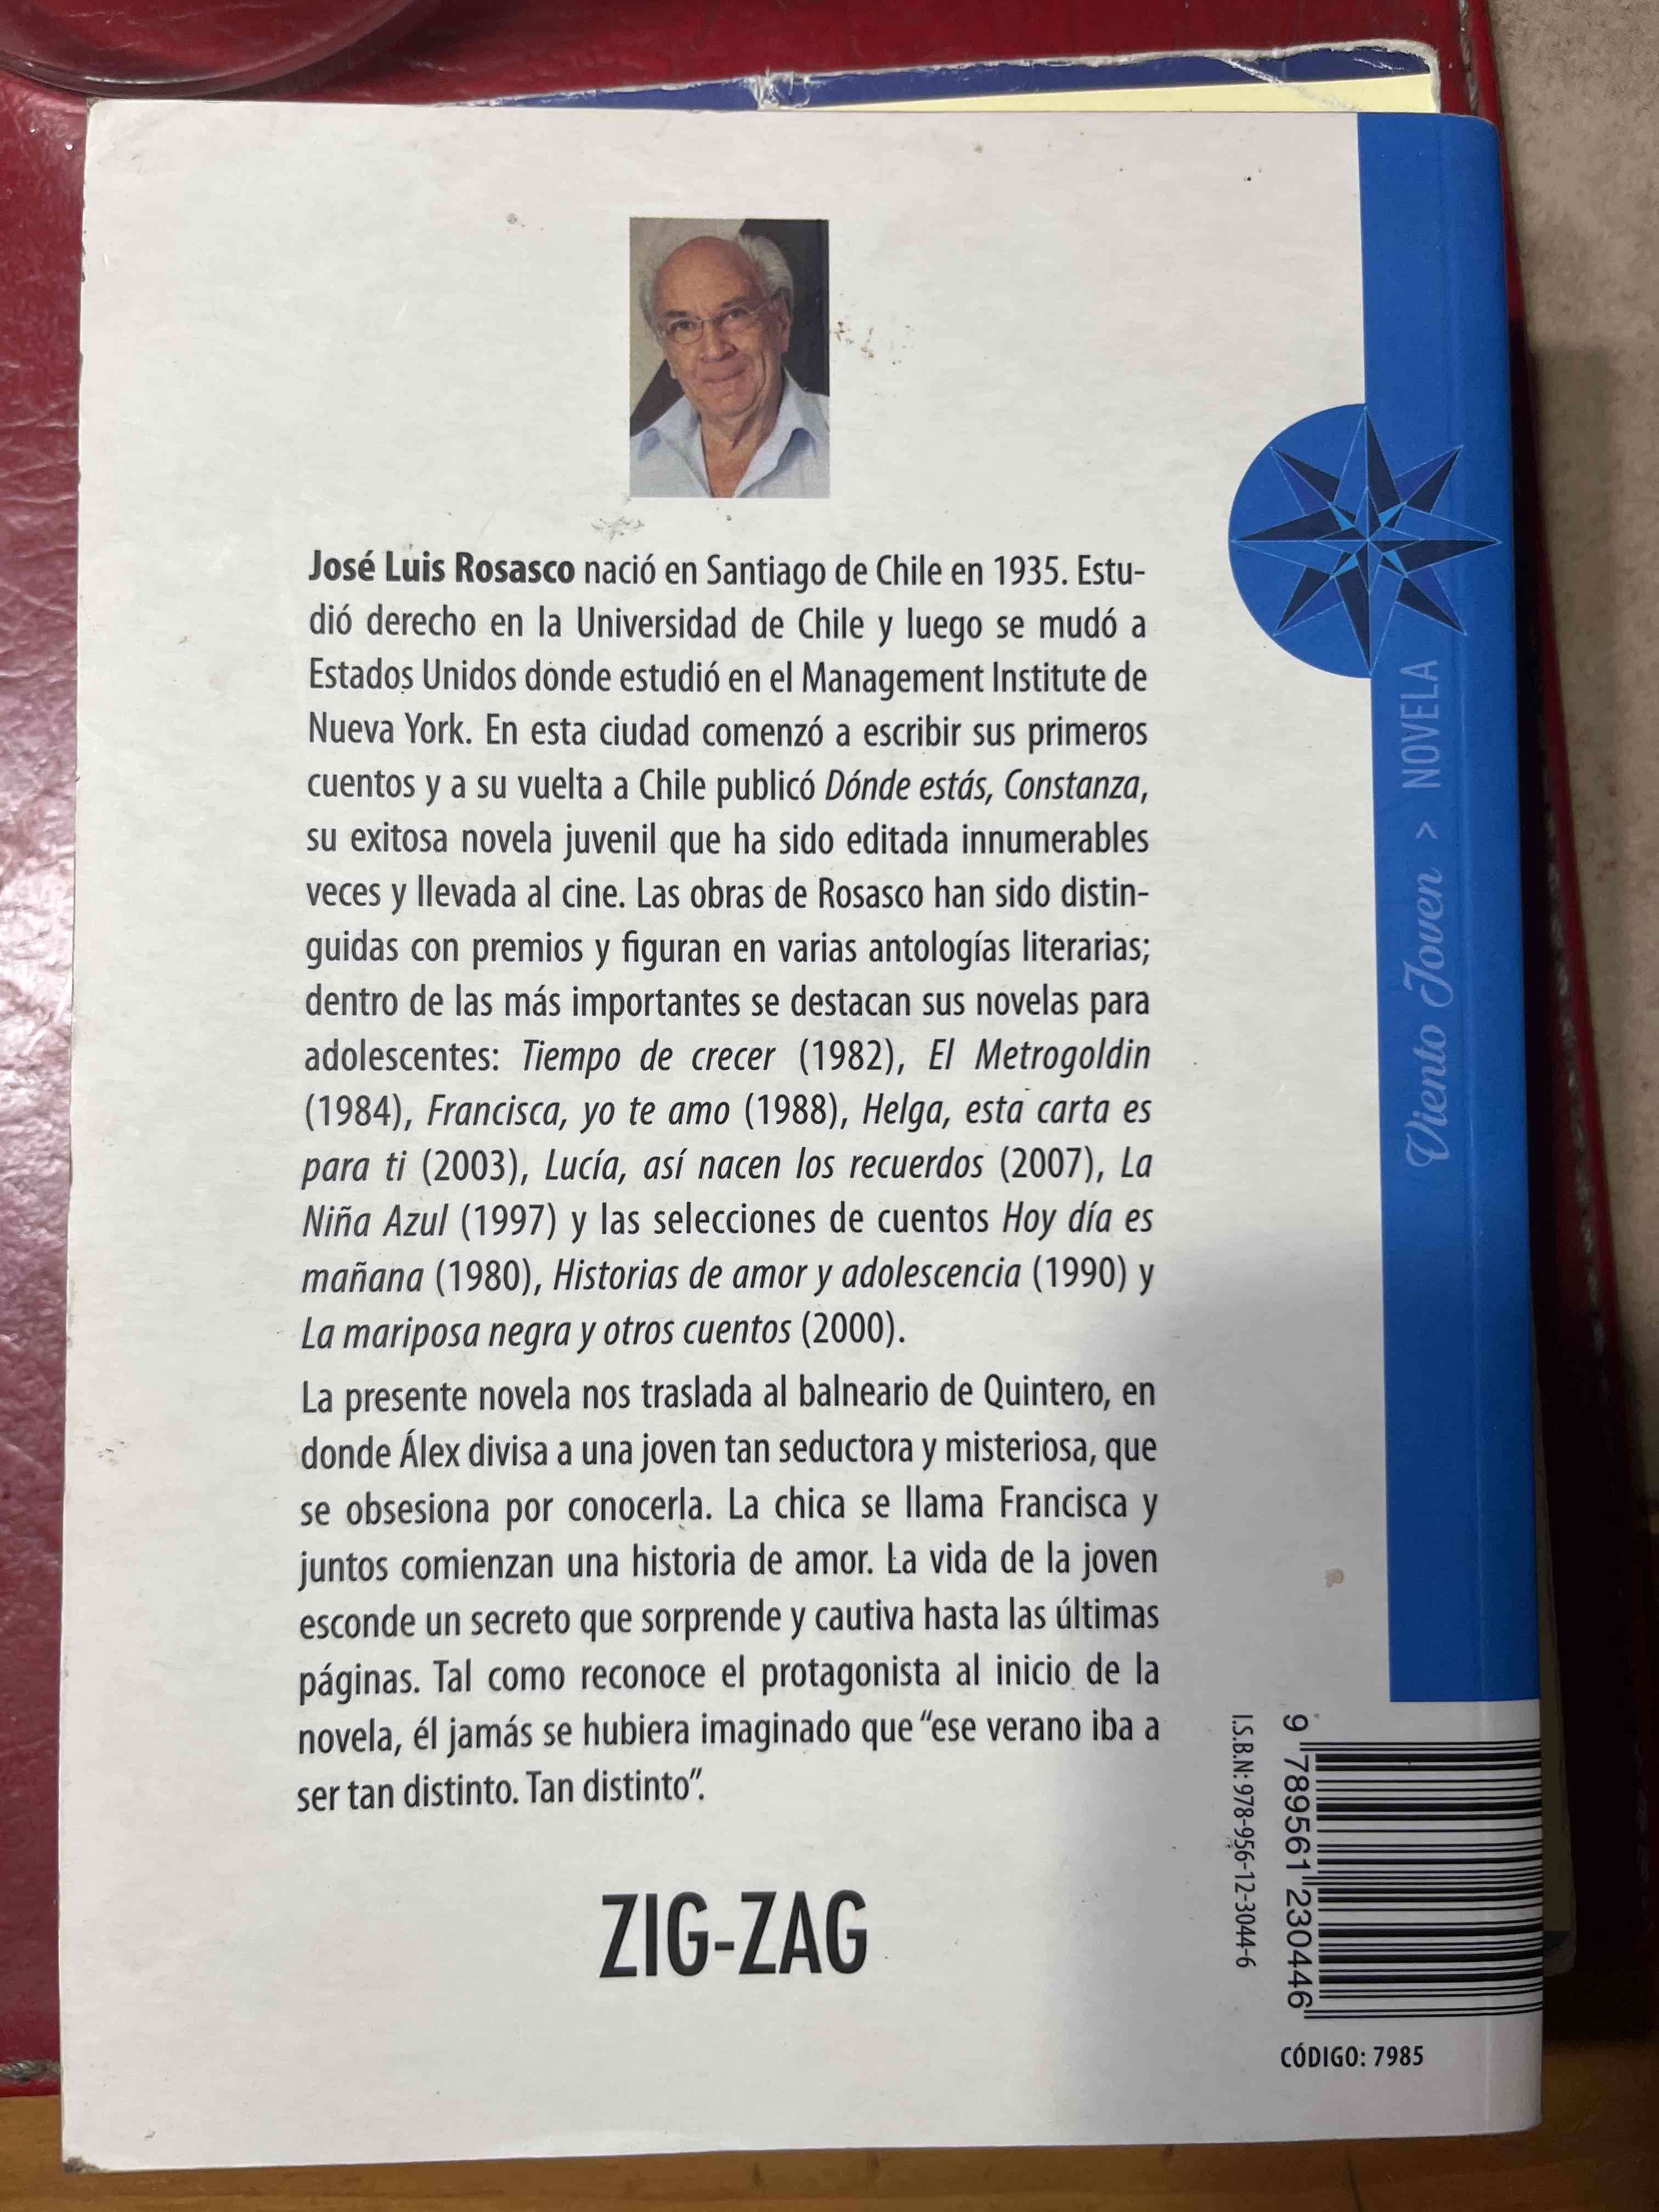 José Luis Rosasco nació en Santiago de Chile en 1935. Estu-
dió derecho en la Universidad de Chile y luego se mudó a
Estados Unidos donde estudió en el Management Institute de
Nueva York. En esta ciudad comenzó a escribir sus primeros
cuentos y a su vuelta a Chile publicó Dónde estás, Constanza,
su exitosa novela juvenil que ha sido editada innumerables
veces y llevada al cine. Las obras de Rosasco han sido distin-
guidas con premios y figuran en varias antologías literarias;
dentro de las más importantes se destacan sus novelas para
adolescentes: Tiempo de crecer (1982), El Metrogoldin
(1984), Francisca, yo te amo (1988), Helga, esta carta es
para ti (2003), Lucía, así nacen los recuerdos (2007), La
Niña Azul (1997) y las selecciones de cuentos Hoy día es
mañana (1980), Historias de amor y adolescencia (1990) y
La mariposa negra y otros cuentos (2000).
La presente novela nos traslada al balneario de Quintero, en
donde Álex divisa a una joven tan seductora y misteriosa, que
se obsesiona por conocerla. La chica se llama Francisca y
juntos comienzan una historia de amor. La vida de la joven
esconde un secreto que sorprende y cautiva hasta las últimas
páginas. Tal como reconoce el protagonista al inicio de la
novela, él jamás se hubiera imaginado que “ese verano iba a
ser tan distinto. Tan distinto”.
ZIG-ZAG
Viento Joven > NOVELA
I.S.B.N: 978-956-12-3044-6
9 789561 230446
CÓDIGO: 7985